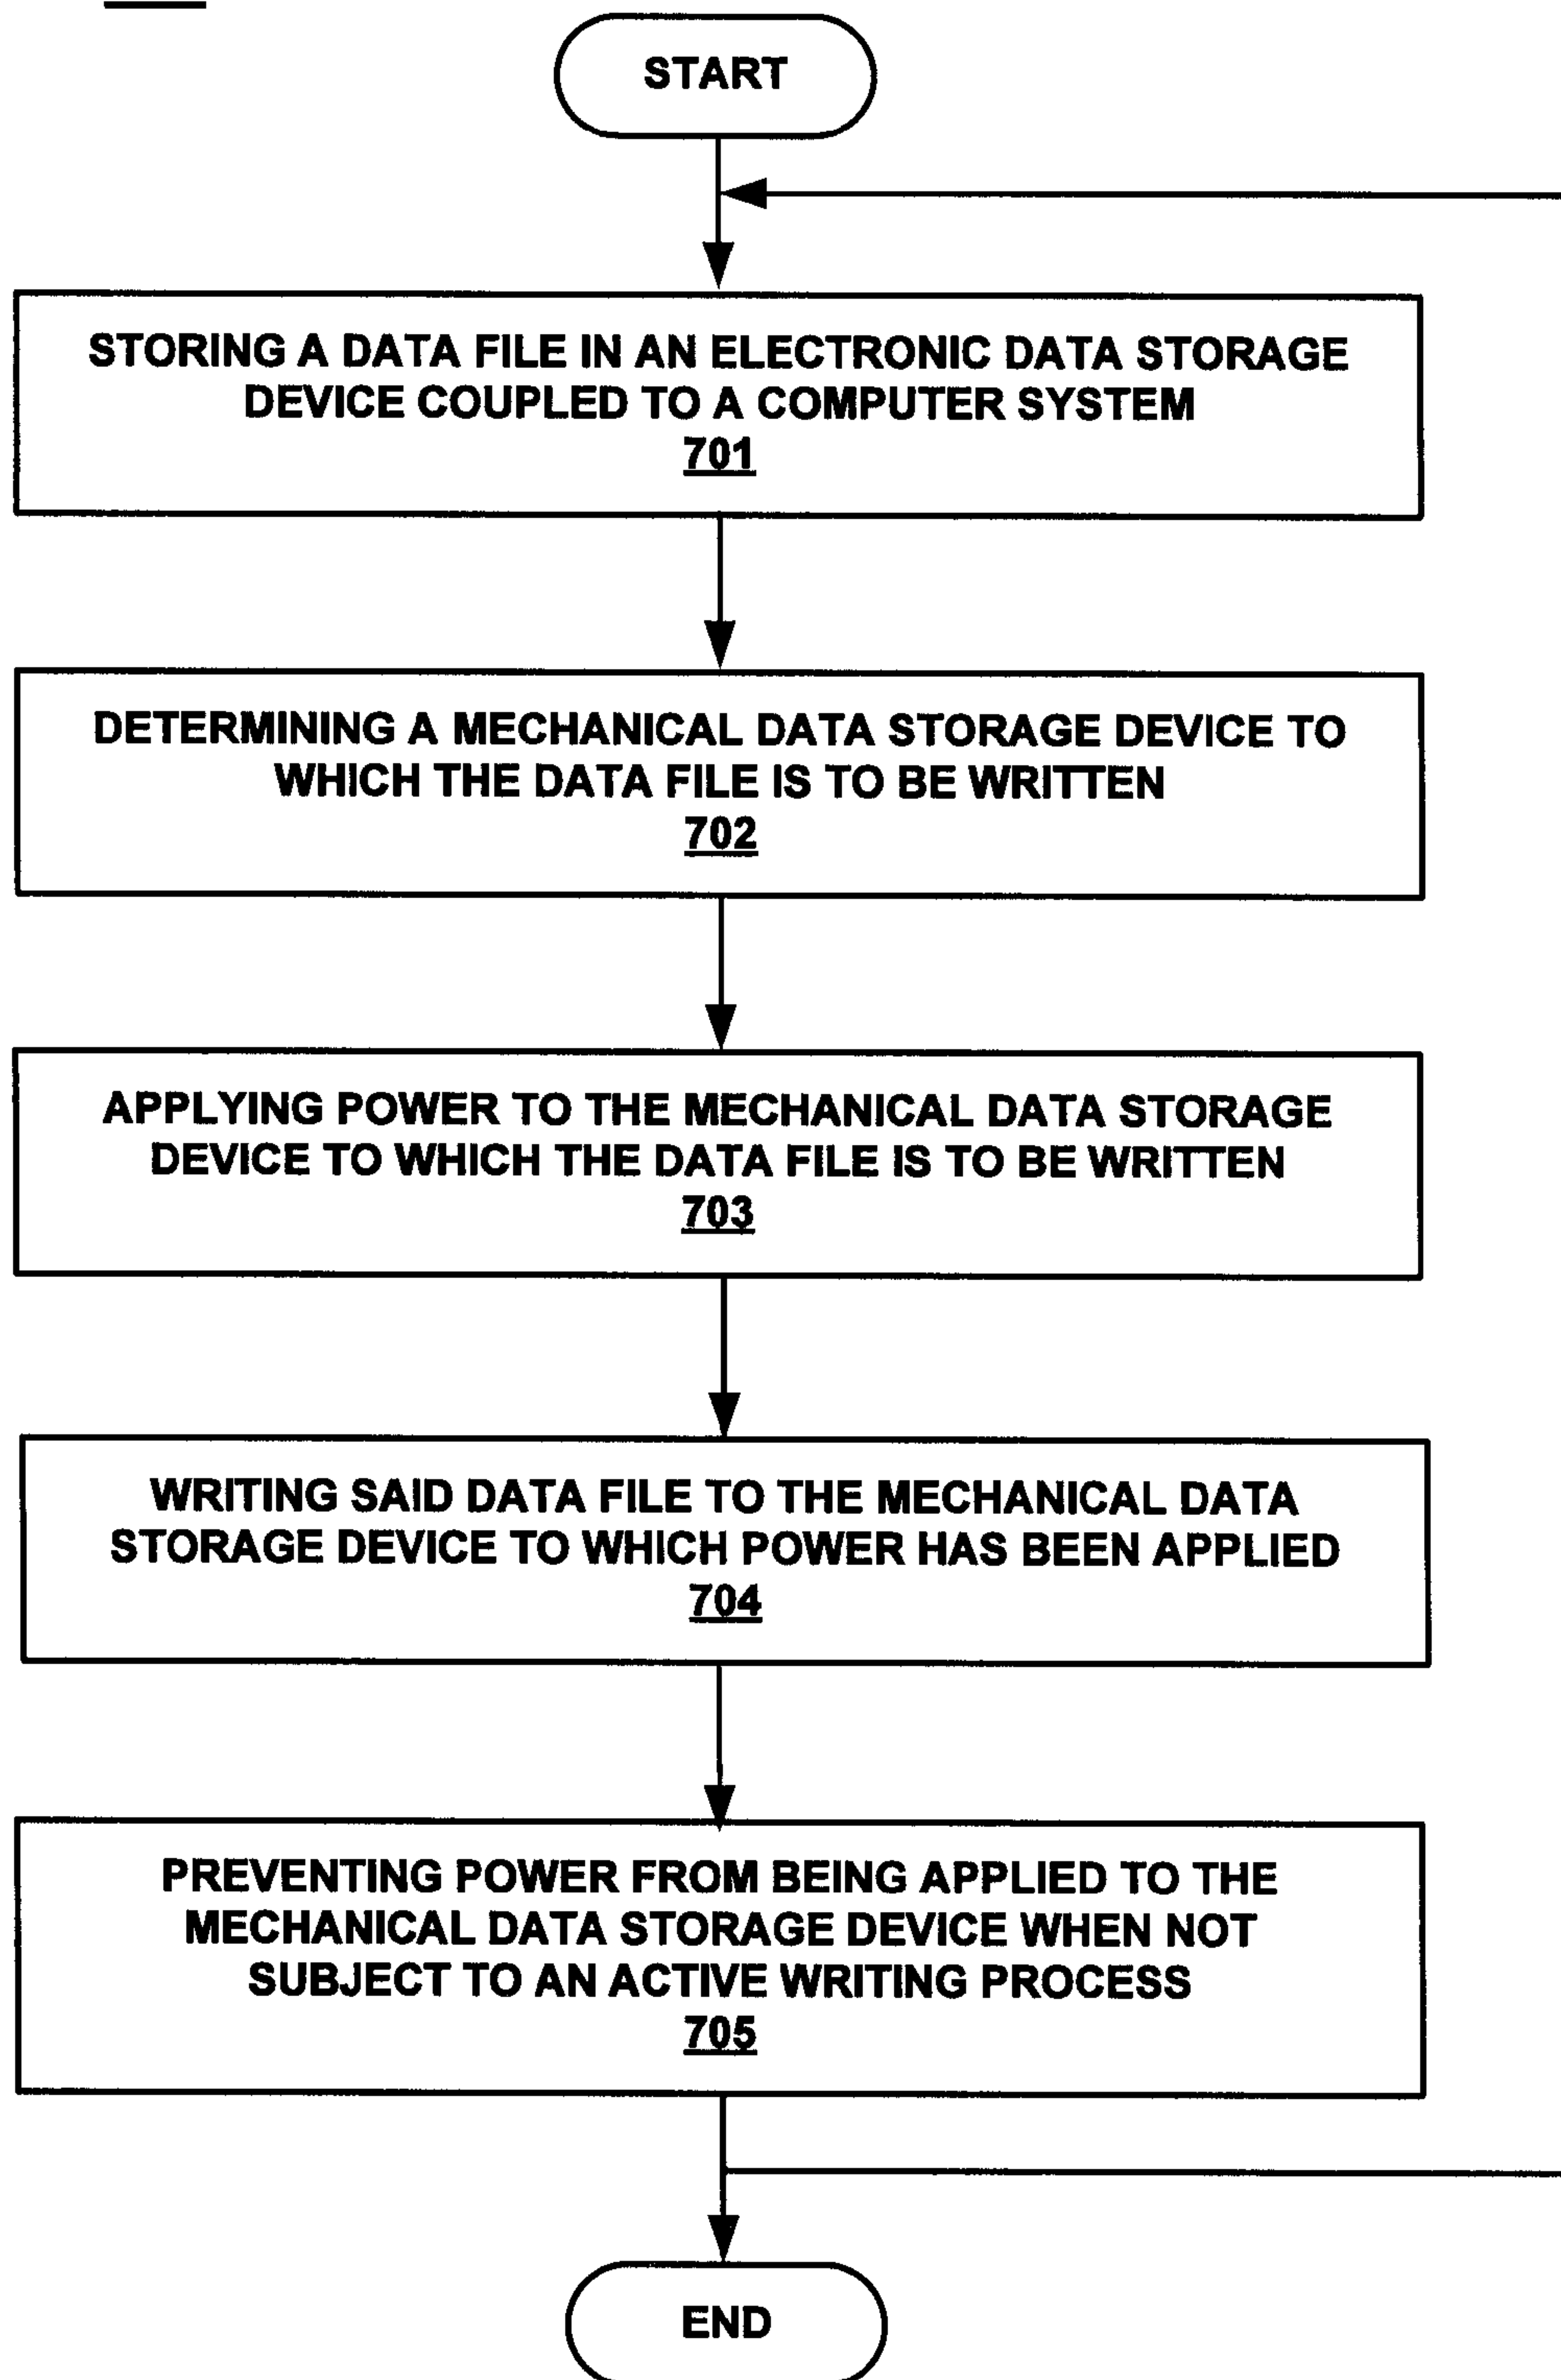 START
STORING A DATA FILE IN AN ELECTRONIC DATA STORAGE
DEVICE COUPLED TO A COMPUTER SYSTEM
701
DETERMINING A MECHANICAL DATA STORAGE DEVICE TO
WHICH THE DATA FILE IS TO BE WRITTEN
702
APPLYING POWER TO THE MECHANICAL DATA STORAGE
DEVICE TO WHICH THE DATA FILE IS TO BE WRITTEN
703
WRITING SAID DATA FILE TO THE MECHANICAL DATA
STORAGE DEVICE TO WHICH POWER HAS BEEN APPLIED
704
PREVENTING POWER FROM BEING APPLIED TO THE
MECHANICAL DATA STORAGE DEVICE WHEN NOT
SUBJECT TO AN ACTIVE WRITING PROCESS
705
END